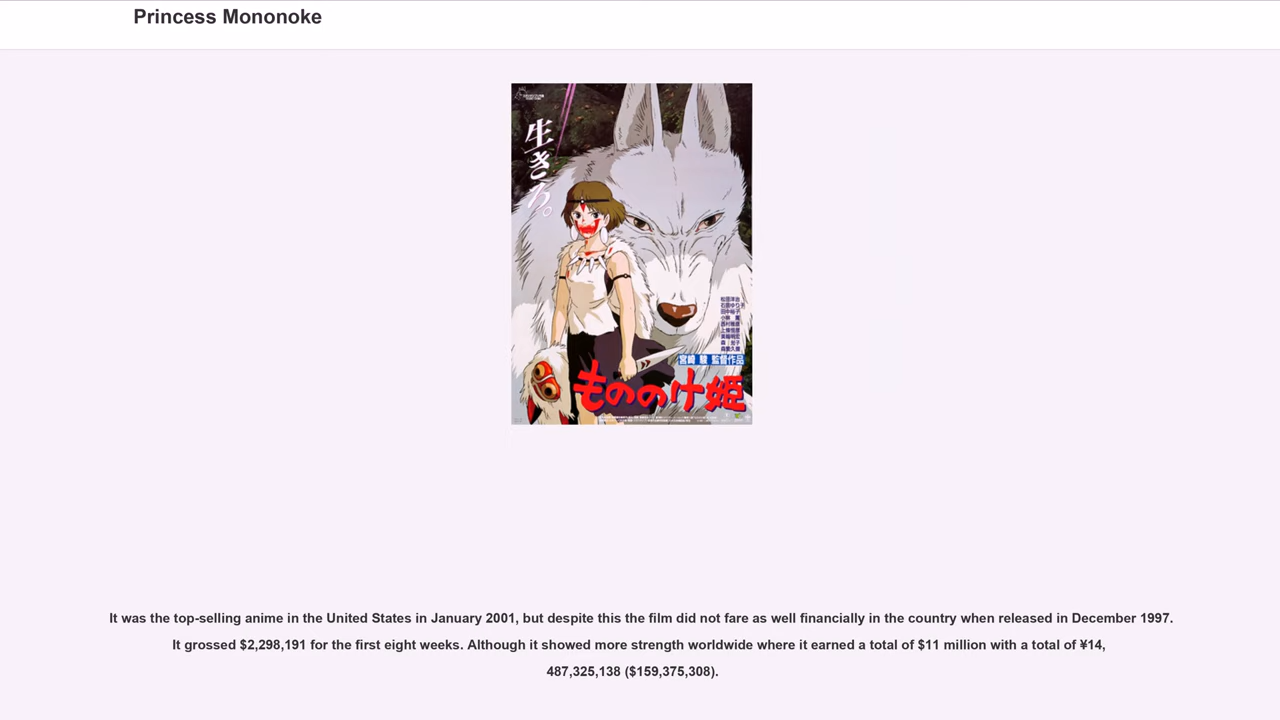 Princess Mononoke
生きろ。
宮崎 駿 監督作品
もののけ姫
It was the top-selling anime in the United States in January 2001, but despite this the film did not fare as well financially in the country when released in December 1997.
It grossed $2,298,191 for the first eight weeks. Although it showed more strength worldwide where it earned a total of $11 million with a total of ¥14,
487,325,138 ($159,375,308).